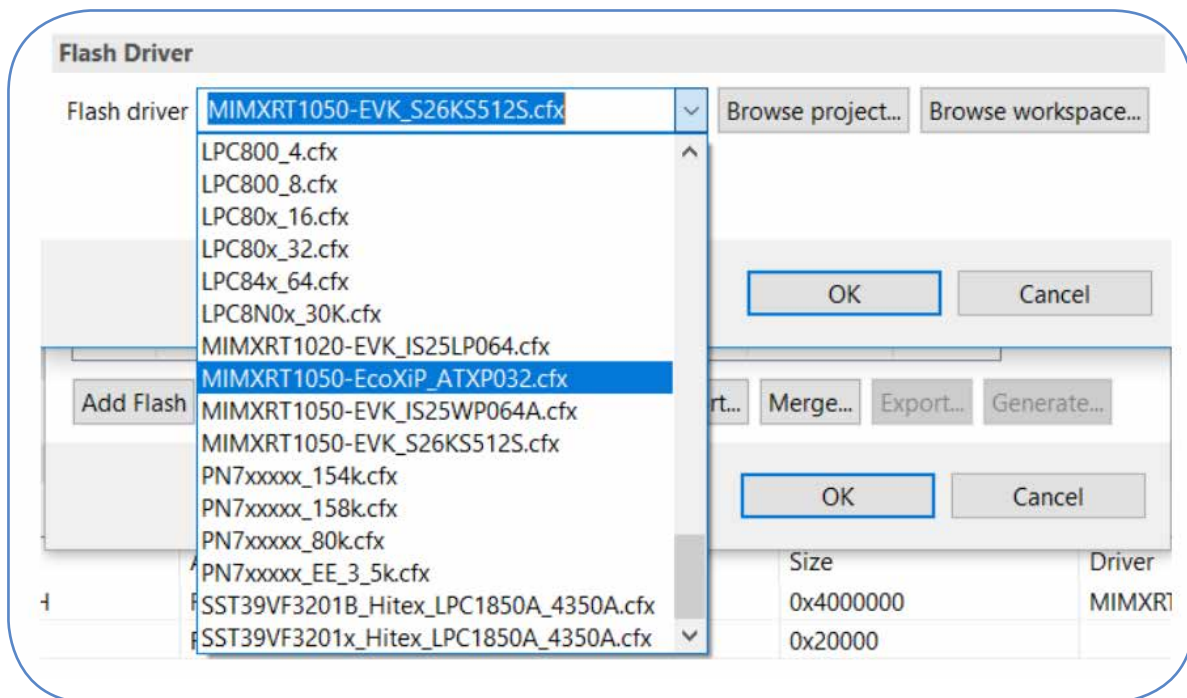 Flash Driver
Flash driver MIMXRT1050-EVK_S26KS512S.cfx Browse project... Browse workspace...
LPC800_4.cfx
LPC800_8.cfx
LPC80x_16.cfx
LPC80x_32.cfx
LPC84x_64.cfx
OK Cancel
LPC8N0x_30K.cfx
MIMXRT1020-EVK_IS25LP064.cfx
MIMXRT1050-EcoXiP_ATXP032.cfx
Add Flash MIMXRT1050-EVK_IS25WP064A.cfx rt... Merge... Export... Generate...
MIMXRT1050-EVK_S26KS512S.cfx
PN7xxxxx_154k.cfx
PN7xxxxx_158k.cfx OK Cancel
PN7xxxxx_80k.cfx
Size Driver
PN7xxxxx_EE_3_5k.cfx
SST39VF3201B_Hitex_LPC1850A_4350A.cfx 0x4000000 MIMXRT
SST39VF3201x_Hitex_LPC1850A_4350A.cfx 0x20000